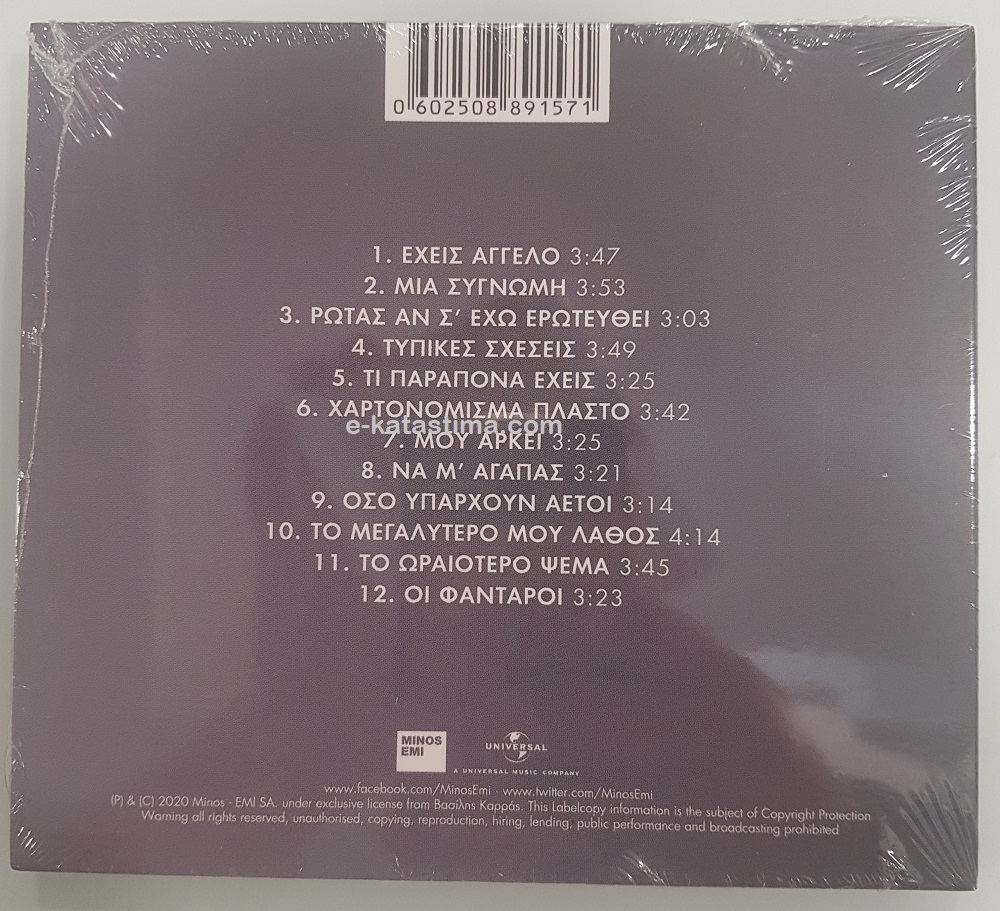 0 602508 891571
1. ΕΧΕΙΣ ΑΓΓΕΛΟ 3:47
2. ΜΙΑ ΣΥΓΝΩΜΗ 3:53
3. ΡΩΤΑΣ ΑΝ Σ' ΕΧΩ ΕΡΩΤΕΥΘΕΙ 3:03
4. ΤΥΠΙΚΕΣ ΣΧΕΣΕΙΣ 3:49
5. ΤΙ ΠΑΡΑΠΟΝΑ ΕΧΕΙΣ 3:25
6. ΧΑΡΤΟΝΟΜΙΣΜΑ ΠΛΑΣΤΟ 3:42
e-katastima.com
7. ΜΟΥ ΑΡΚΕΙ 3:25
8. ΝΑ Μ' ΑΓΑΠΑΣ 3:21
9. ΟΣΟ ΥΠΑΡΧΟΥΝ ΑΕΤΟΙ 3:14
10. ΤΟ ΜΕΓΑΛΥΤΕΡΟ ΜΟΥ ΛΑΘΟΣ 4:14
11. ΤΟ ΩΡΑΙΟΤΕΡΟ ΨΕΜΑ 3:45
12. ΟΙ ΦΑΝΤΑΡΟΙ 3:23
MINOS
EMI
UNIVERSAL
A UNIVERSAL MUSIC COMPANY
www.facebook.com/MinosEmi · www.twitter.com/MinosEmi
(P) & (C) 2020 Minos - EMI SA. under exclusive license from Βασίλης Καρράς. This Labelcopy information is the subject of Copyright Protection
Warning all rights reserved, unauthorised, copying, reproduction, hiring, lending, public performance and broadcasting prohibited